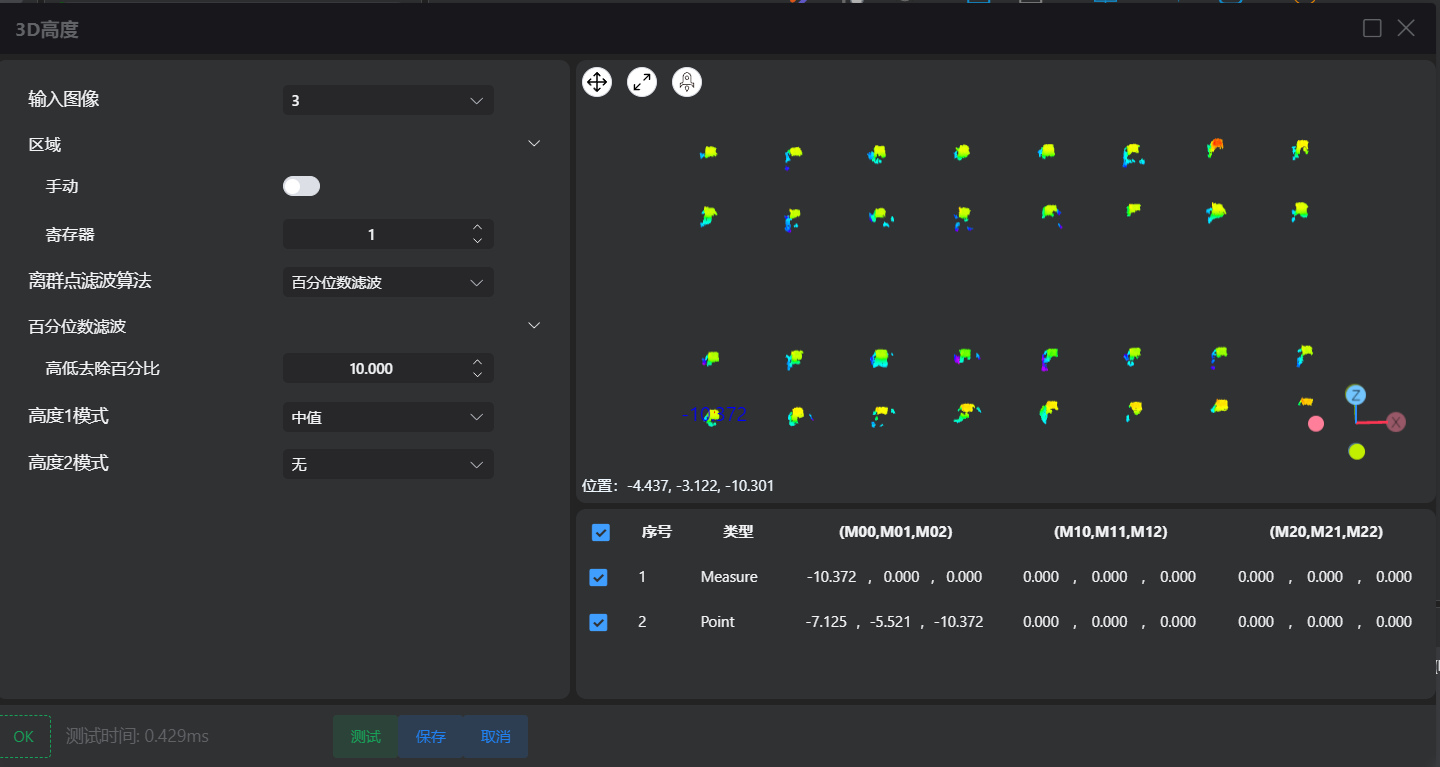 3D高度
输入图像 3
区域
手动
寄存器 1
离群点滤波算法 百分位数滤波
百分位数滤波
高低去除百分比 10.000
高度1模式 中值
高度2模式 无
-10.372
Z
X
位置: -4.437, -3.122, -10.301
序号 类型 (M00,M01,M02) (M10,M11,M12) (M20,M21,M22)
1 Measure -10.372 , 0.000 , 0.000 0.000 , 0.000 , 0.000 0.000 , 0.000 , 0.000
2 Point -7.125 , -5.521 , -10.372 0.000 , 0.000 , 0.000 0.000 , 0.000 , 0.000
OK 测试时间: 0.429ms 测试 保存 取消